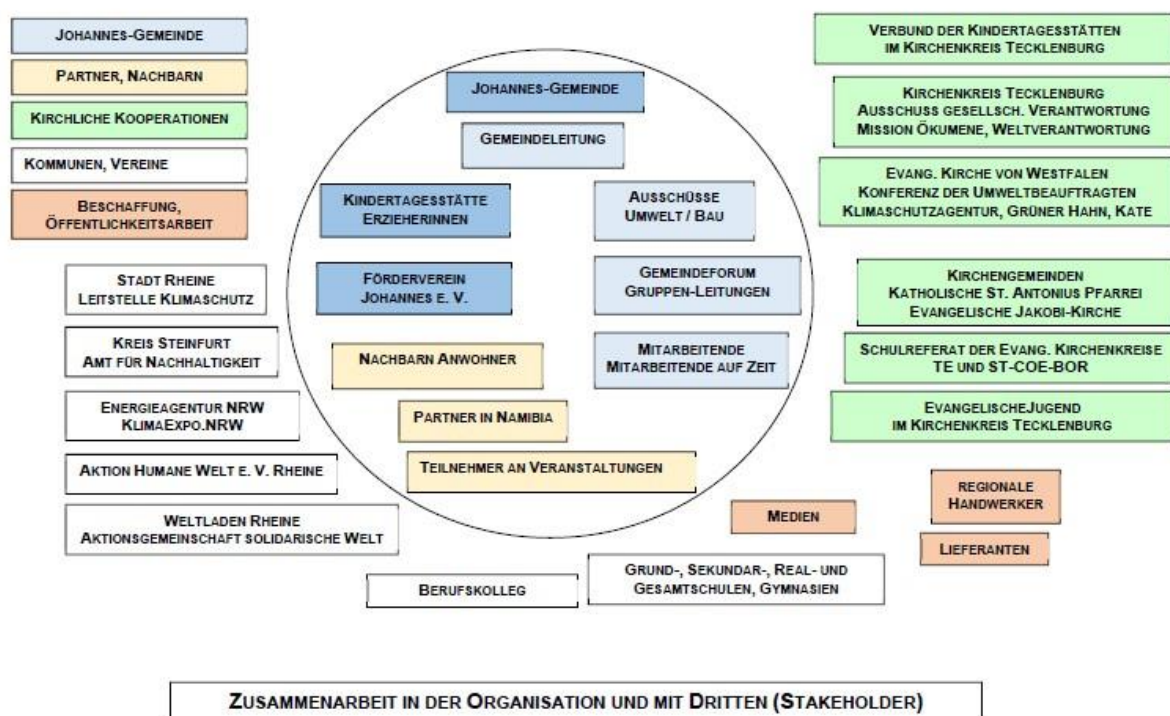 JOHANNES-GEMEINDE
PARTNER, NACHBARN
KIRCHLICHE KOOPERATIONEN
KOMMUNEN, VEREINE
BESCHAFFUNG,
ÖFFENTLICHKEITSARBEIT
STADT RHEINE
LEITSTELLE KLIMASCHUTZ
KREIS STEINFURT
AMT FÜR NACHHALTIGKEIT
ENERGIEAGENTUR NRW
KLIMAEXPO.NRW
AKTION HUMANE WELT E. V. RHEINE
WELTLADEN RHEINE
AKTIONSGEMEINSCHAFT SOLIDARISCHE WELT
JOHANNES-GEMEINDE
GEMEINDELEITUNG
KINDERTAGESSTÄTTE
ERZIEHERINNEN
AUSSCHÜSSE
UMWELT / BAU
FÖRDERVEREIN
JOHANNES E. V.
GEMEINDEFORUM
GRUPPEN-LEITUNGEN
NACHBARN ANWOHNER
MITARBEITENDE
MITARBEITENDE AUF ZEIT
PARTNER IN NAMIBIA
TEILNEHMER AN VERANSTALTUNGEN
VERBUND DER KINDERTAGESSTÄTTEN
IM KIRCHENKREIS TECKLENBURG
KIRCHENKREIS TECKLENBURG
AUSSCHUSS GESELLSCH. VERANTWORTUNG
MISSION ÖKUMENE, WELTVERANTWORTUNG
EVANG. KIRCHE VON WESTFALEN
KONFERENZ DER UMWELTBEAUFTRAGTEN
KLIMASCHUTZAGENTUR, GRÜNER HAHN, KATE
KIRCHENGEMEINDEN
KATHOLISCHE ST. ANTONIUS PFARREI
EVANGELISCHE JAKOBI-KIRCHE
SCHULREFERAT DER EVANG. KIRCHENKREISE
TE UND ST-COE-BOR
EVANGELISCHEJUGEND
IM KIRCHENKREIS TECKLENBURG
MEDIEN
REGIONALE
HANDWERKER
LIEFERANTEN
BERUFSKOLLEG
GRUND-, SEKUNDAR-, REAL- UND
GESAMTSCHULEN, GYMNASIEN
ZUSAMMENARBEIT IN DER ORGANISATION UND MIT DRITTEN (STAKEHOLDER)